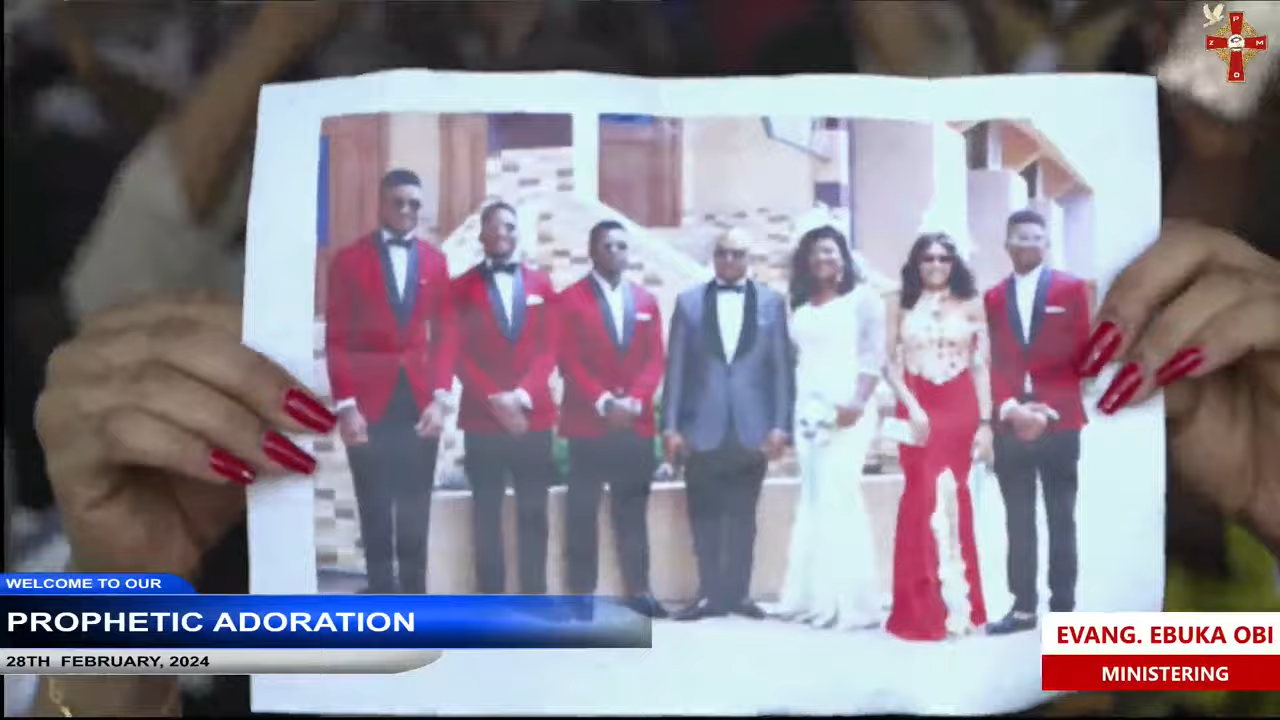 P
Z M
O
WELCOME TO OUR
PROPHETIC ADORATION
28TH FEBRUARY, 2024
EVANG. EBUKA OBI
MINISTERING